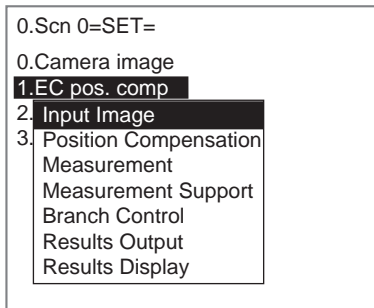 0.Scn 0=SET=
0.Camera image
1.EC pos. comp
2.
Input Image
3.
Position Compensation
Measurement
Measurement Support
Branch Control
Results Output
Results Display